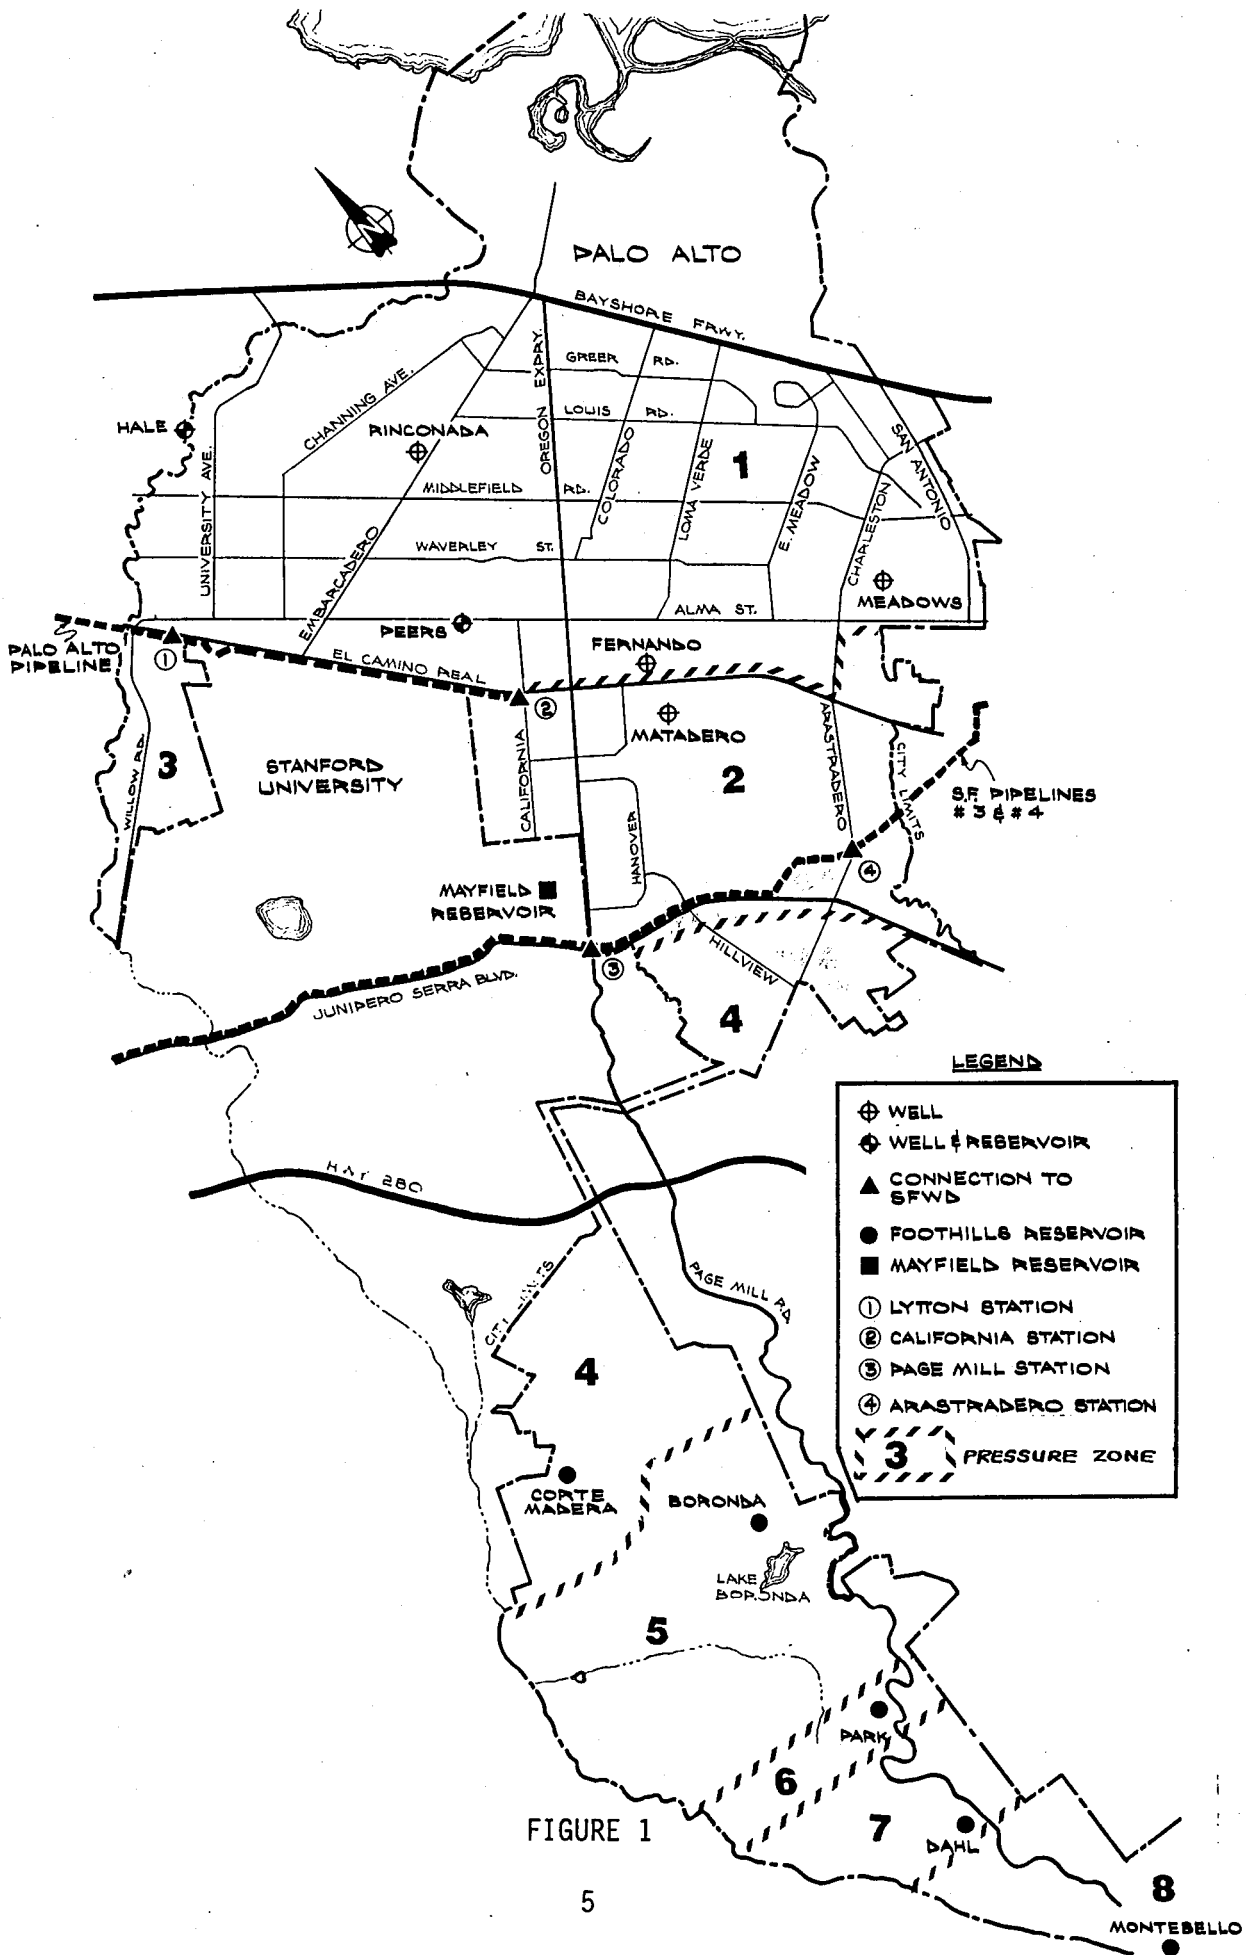 PALO ALTO
BAYSHORE FRWY.
GREER RD.
OREGON EXPRY.
CHANNING AVE.
LOUIS RD.
HALE
RINCONADA
UNIVERSITY AVE.
COLORADO
LOMA VERDE
1
E. MEADOW
SAN ANTONIO
CHARLESTON
MIDDLEFIELD RD.
EMBARCADERO
WAVERLEY ST.
MEADOWS
ALMA ST.
PEERS
FERNANDO
PALO ALTO
PIPELINE
1
EL CAMINO REAL
2
MATADERO
WILLOW RD.
3
STANFORD
UNIVERSITY
CALIFORNIA
2
ARASTRADERO
CITY LIMITS
S.F. PIPELINES
# 3 & # 4
HANOVER
4
MAYFIELD
RESERVOIR
3
HILLVIEW
JUNIPERO SERRA BLVD.
4
LEGEND
WELL
WELL & RESERVOIR
CONNECTION TO
SFWD
FOOTHILLS RESERVOIR
MAYFIELD RESERVOIR
1 LYTTON STATION
2 CALIFORNIA STATION
3 PAGE MILL STATION
4 ARASTRADERO STATION
3 PRESSURE ZONE
HWY 280
PAGE MILL RD.
4
CORTE
MADERA
BORONDA
LAKE
BORONDA
5
PARK
6
7
DAHL
8
MONTEBELLO
FIGURE 1
5